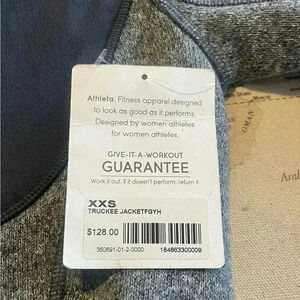 Athleta. Fitness apparel designed
to look as good as it performs.
Designed by women athletes
for women athletes.
GIVE-IT-A-WORKOUT
GUARANTEE
Work it out. If it doesn't perform, return it.
XXS
TRUCKEE JACKETFGYH
$128.00
350691-01-2-0000
184663300009
OMAN